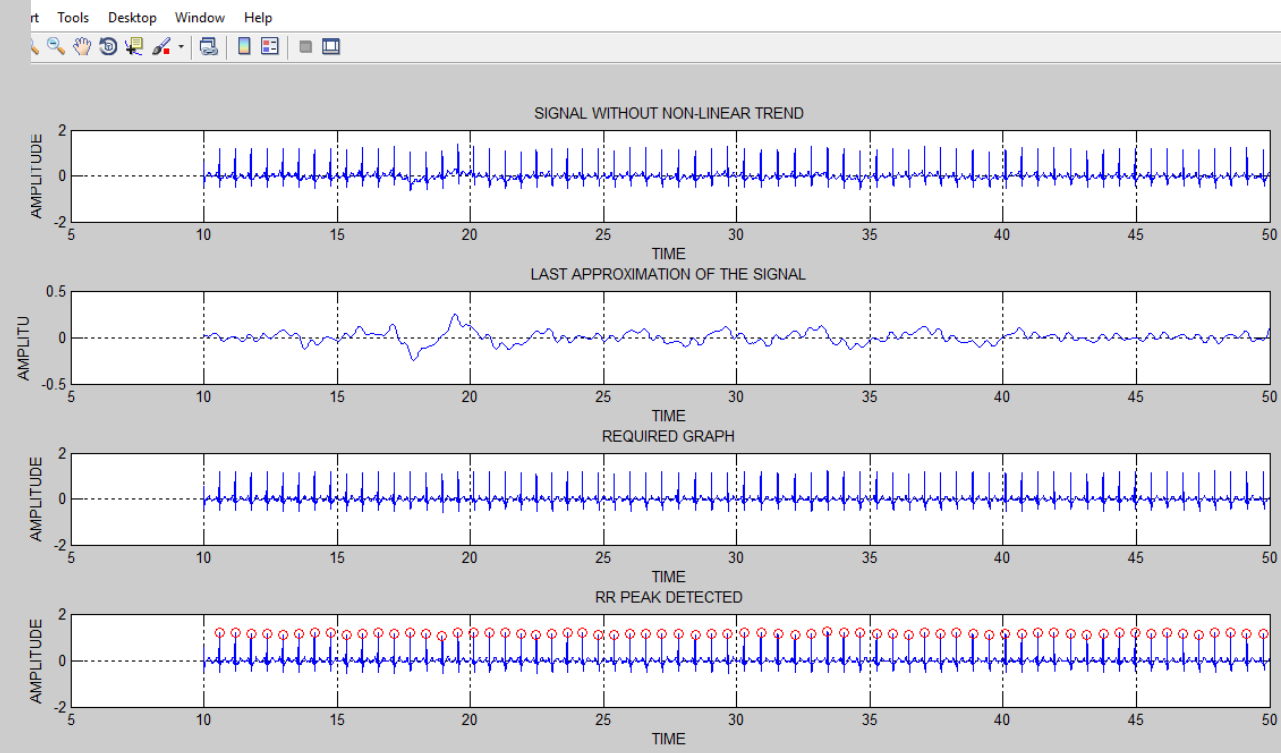 rt Tools Desktop Window Help
SIGNAL WITHOUT NON-LINEAR TREND
AMPLITUDE
2
0
-2
5 10 15 20 25 30 35 40 45 50
TIME
LAST APPROXIMATION OF THE SIGNAL
AMPLITU
0.5
0
-0.5
5 10 15 20 25 30 35 40 45 50
TIME
REQUIRED GRAPH
AMPLITUDE
2
0
-2
5 10 15 20 25 30 35 40 45 50
TIME
RR PEAK DETECTED
AMPLITUDE
2
0
-2
5 10 15 20 25 30 35 40 45 50
TIME